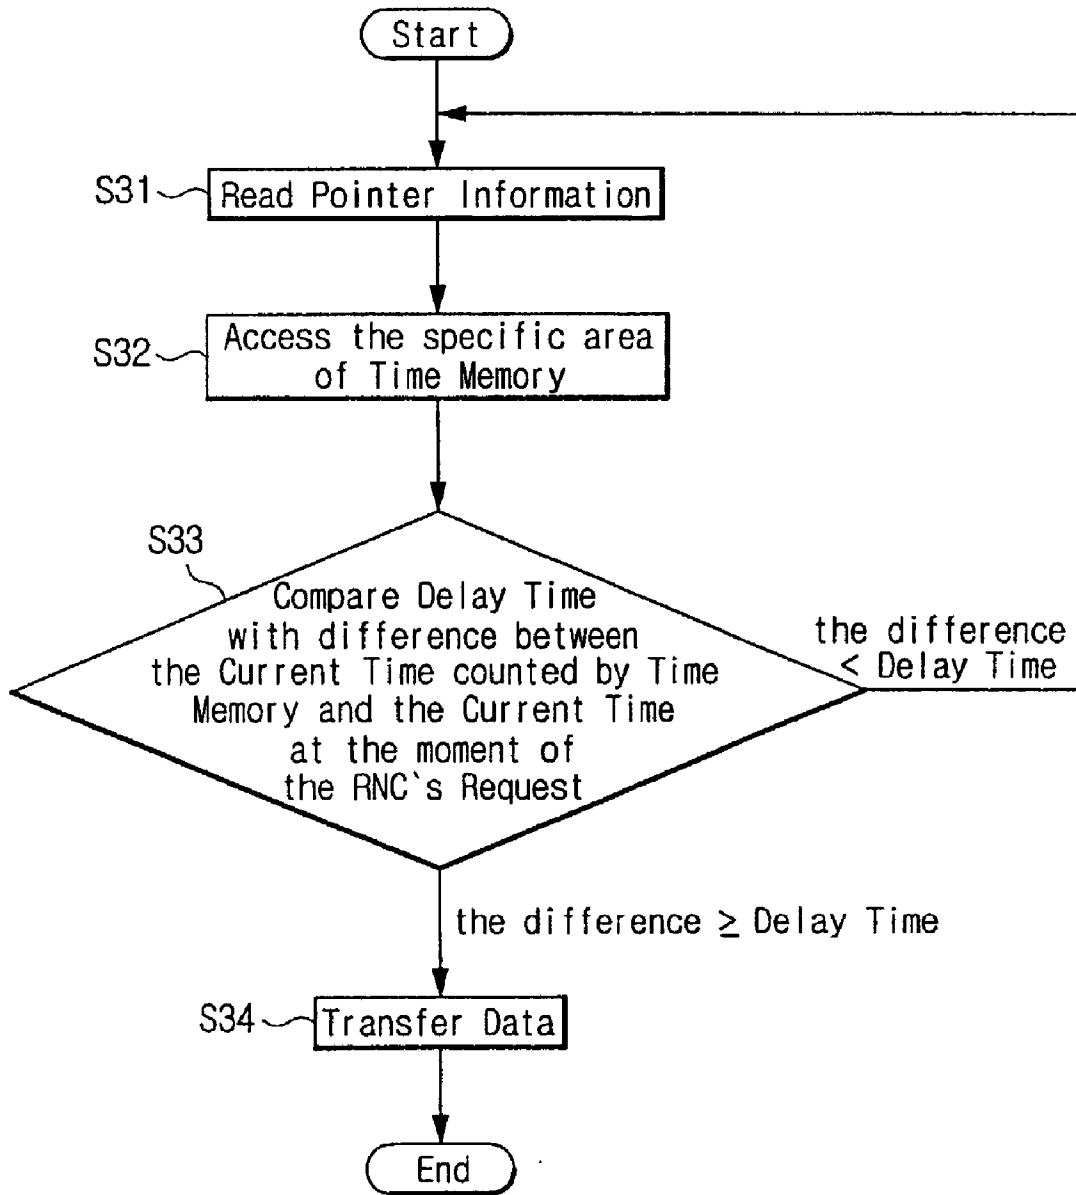 Start
S31
Read Pointer Information
S32
Access the specific area
of Time Memory
S33
Compare Delay Time
with difference between
the Current Time counted by Time
Memory and the Current Time
at the moment of
the RNC`s Request
the difference
< Delay Time
the difference ≥ Delay Time
S34
Transfer Data
End